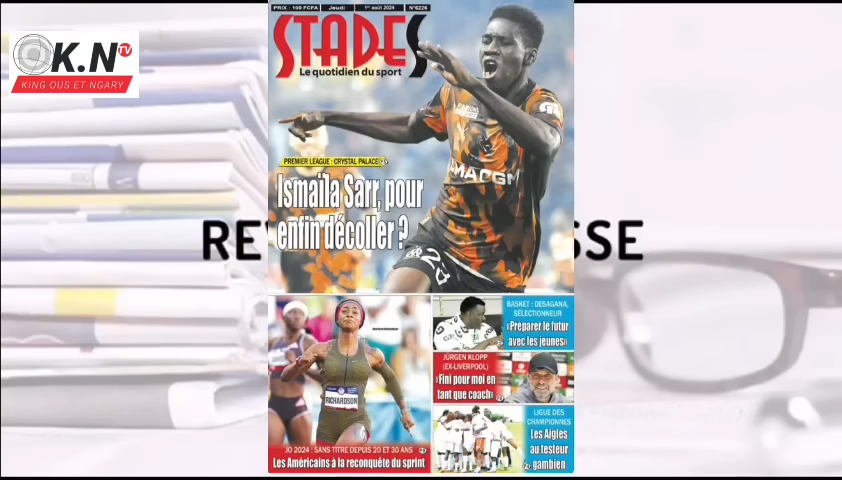 K.N TV
KING OUS ET NGARY
PRIX : 100 FCFA
Jeudi
1er août 2024
N°6226
STADES
Le quotidien du sport
PREMIER LEAGUE : CRYSTAL PALACE
Ismaïla Sarr, pour
enfin décoller ?
CMACGM
23
RE
SSE
RICHARDSON
JO 2024 : SANS TITRE DEPUIS 20 ET 30 ANS
Les Américains à la reconquête du sprint
BASKET : DESAGANA,
SÉLECTIONNEUR
«Préparer le futur
avec les jeunes»
JÜRGEN KLOPP
(EX-LIVERPOOL)
«Fini pour moi en
tant que coach»
LIGUE DES
CHAMPIONNES
Les Aigles
au testeur
gambien